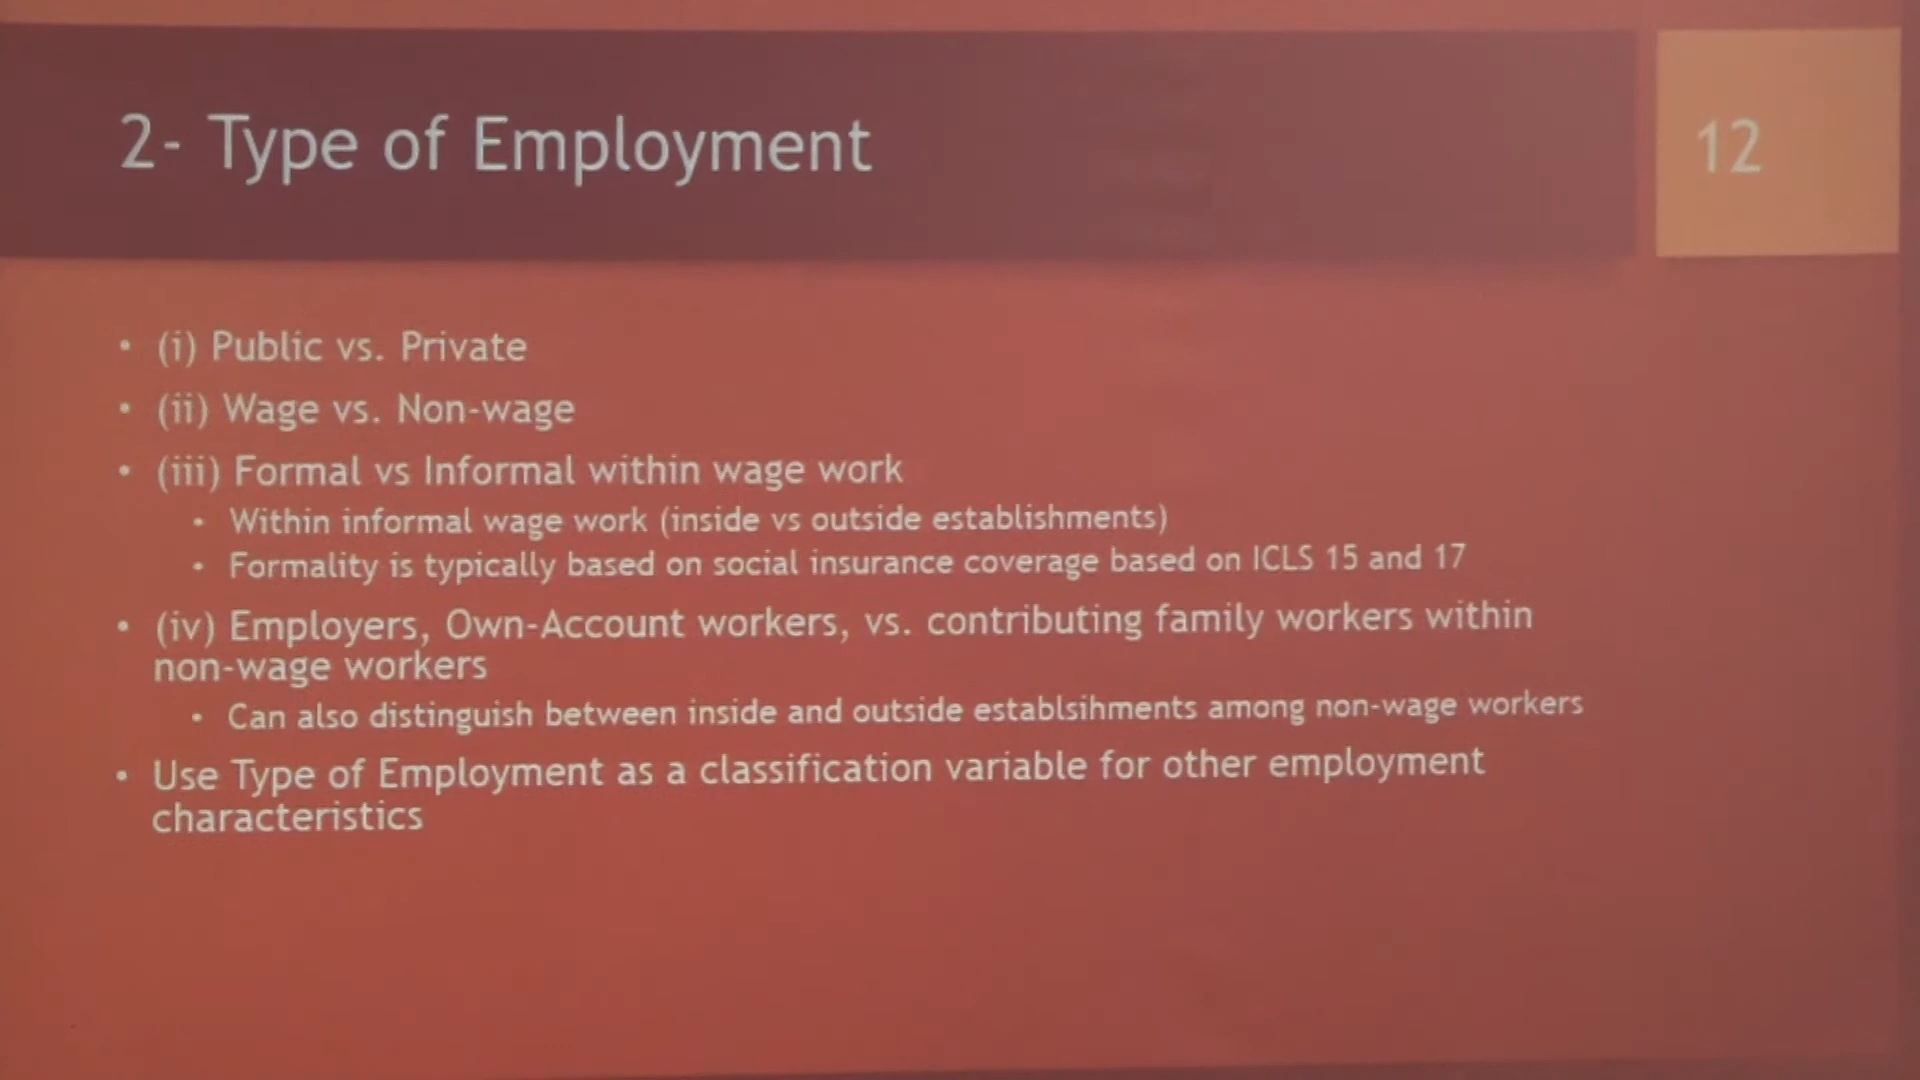 2- Type of Employment
12
• (i) Public vs. Private
• (ii) Wage vs. Non-wage
• (iii) Formal vs Informal within wage work
• Within informal wage work (inside vs outside establishments)
• Formality is typically based on social insurance coverage based on ICLS 15 and 17
• (iv) Employers, Own-Account workers, vs. contributing family workers within
non-wage workers
• Can also distinguish between inside and outside establsihments among non-wage workers
• Use Type of Employment as a classification variable for other employment
characteristics